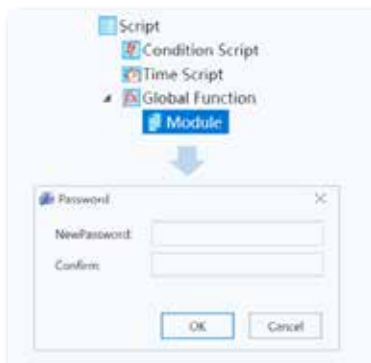 Script
Condition Script
Time Script
Global Function
Module
Password
NewPassword:
Confirm:
OK
Cancel